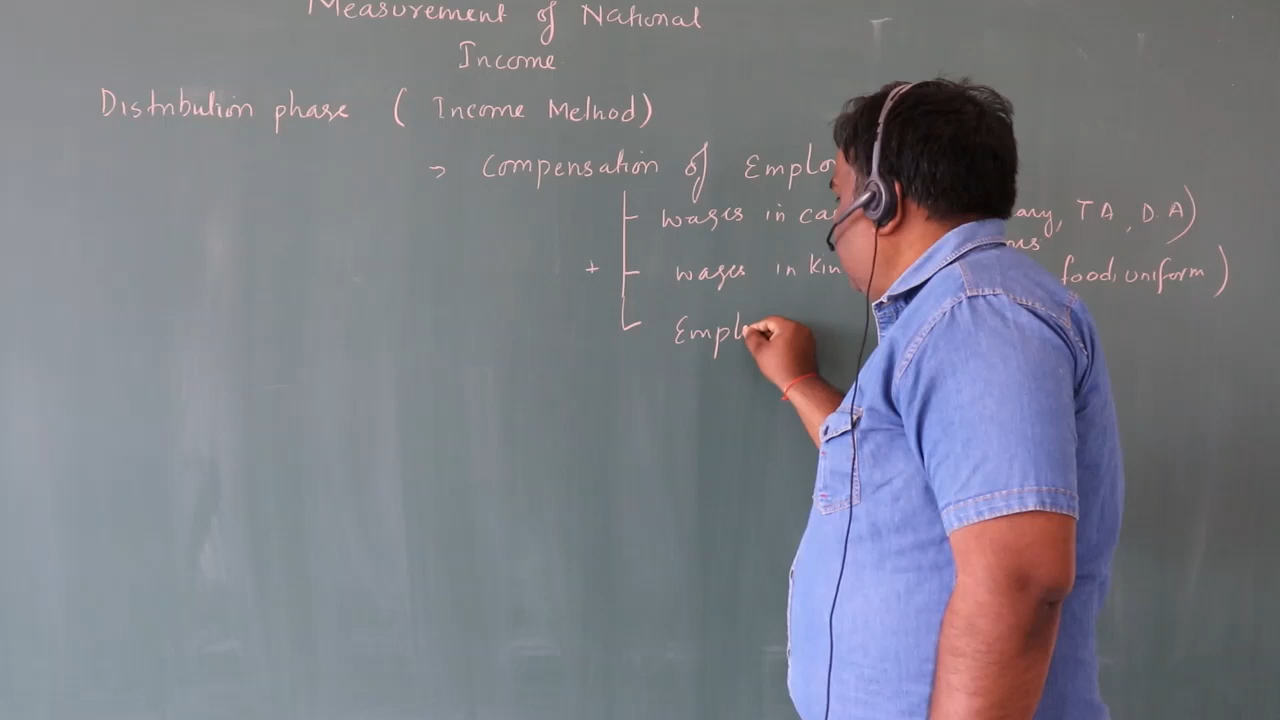 Measurement of National
Income
Distribution phase ( Income Method)
→ Compensation of Emplo
wages in ca ary, TA, D.A)
ns
+ wages in kin food, uniform)
Empl